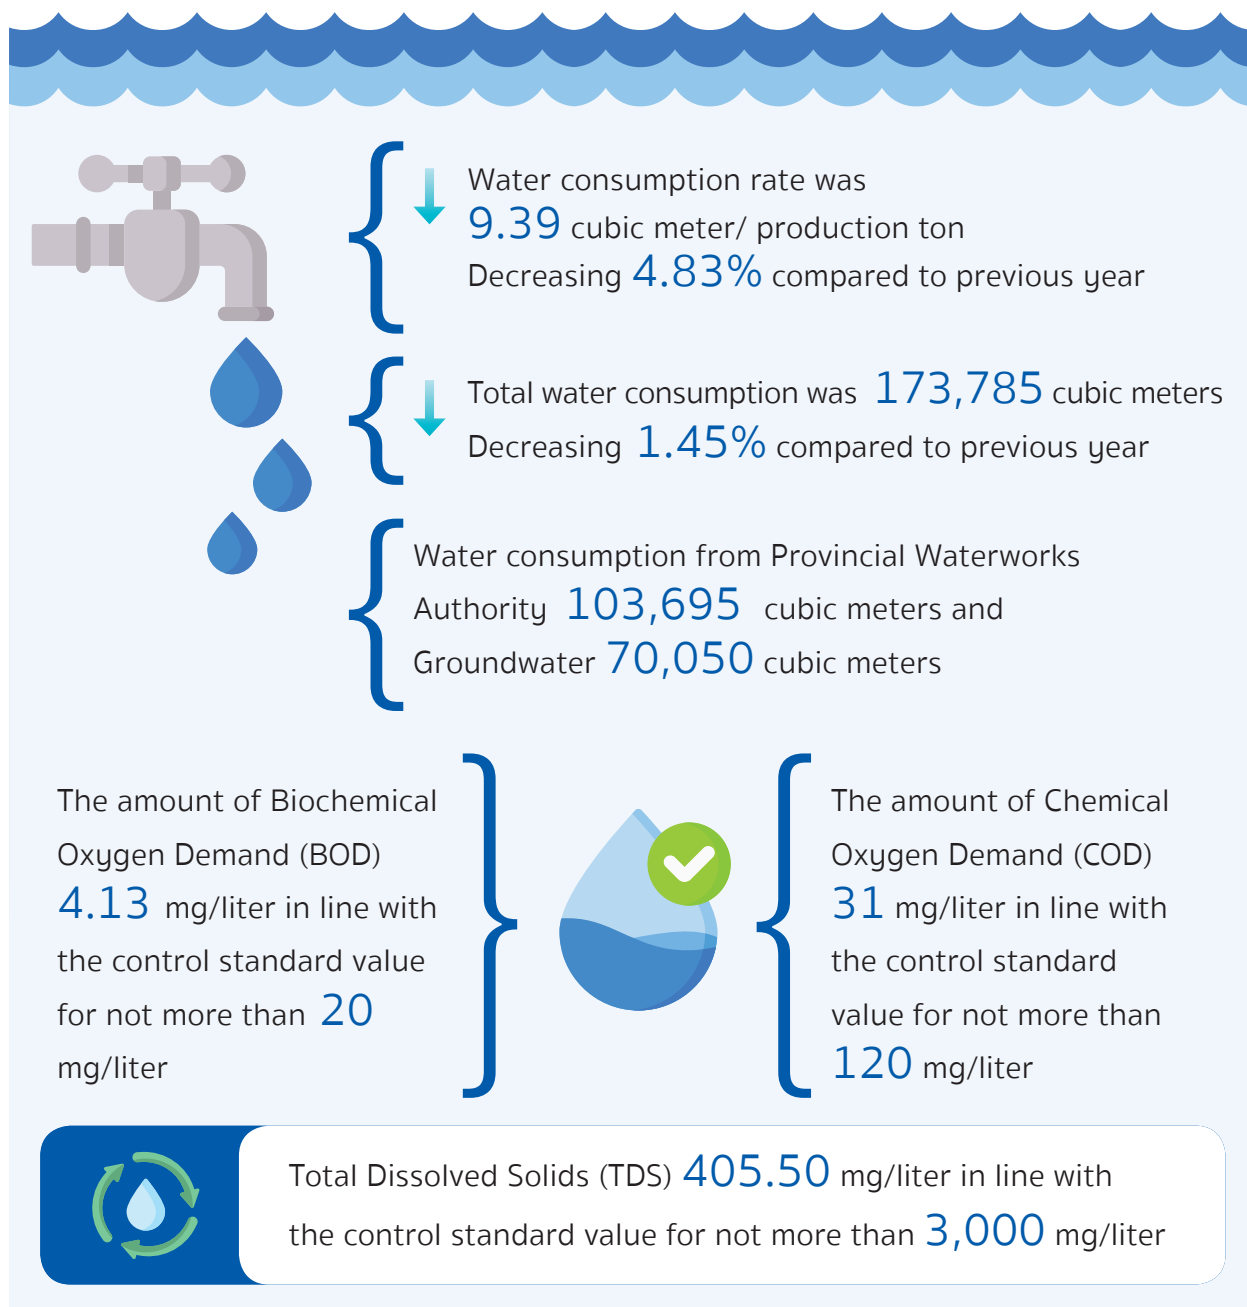 Water consumption rate was
9.39 cubic meter/ production ton
Decreasing 4.83% compared to previous year
Total water consumption was 173,785 cubic meters
Decreasing 1.45% compared to previous year
Water consumption from Provincial Waterworks
Authority 103,695 cubic meters and
Groundwater 70,050 cubic meters
The amount of Biochemical
Oxygen Demand (BOD)
4.13 mg/liter in line with
the control standard value
for not more than 20
mg/liter
The amount of Chemical
Oxygen Demand (COD)
31 mg/liter in line with
the control standard
value for not more than
120 mg/liter
Total Dissolved Solids (TDS) 405.50 mg/liter in line with
the control standard value for not more than 3,000 mg/liter